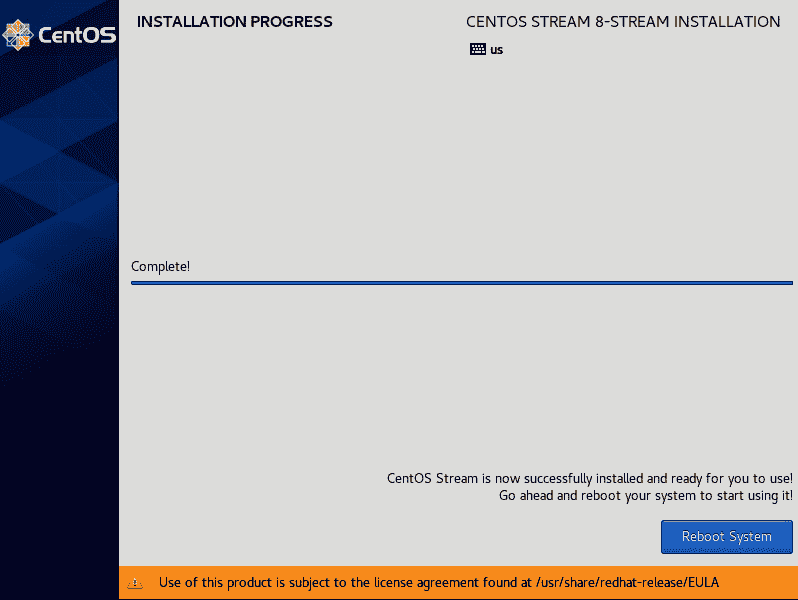 CentOS
INSTALLATION PROGRESS
CENTOS STREAM 8-STREAM INSTALLATION
us
Complete!
CentOS Stream is now successfully installed and ready for you to use!
Go ahead and reboot your system to start using it!
Reboot System
Use of this product is subject to the license agreement found at /usr/share/redhat-release/EULA